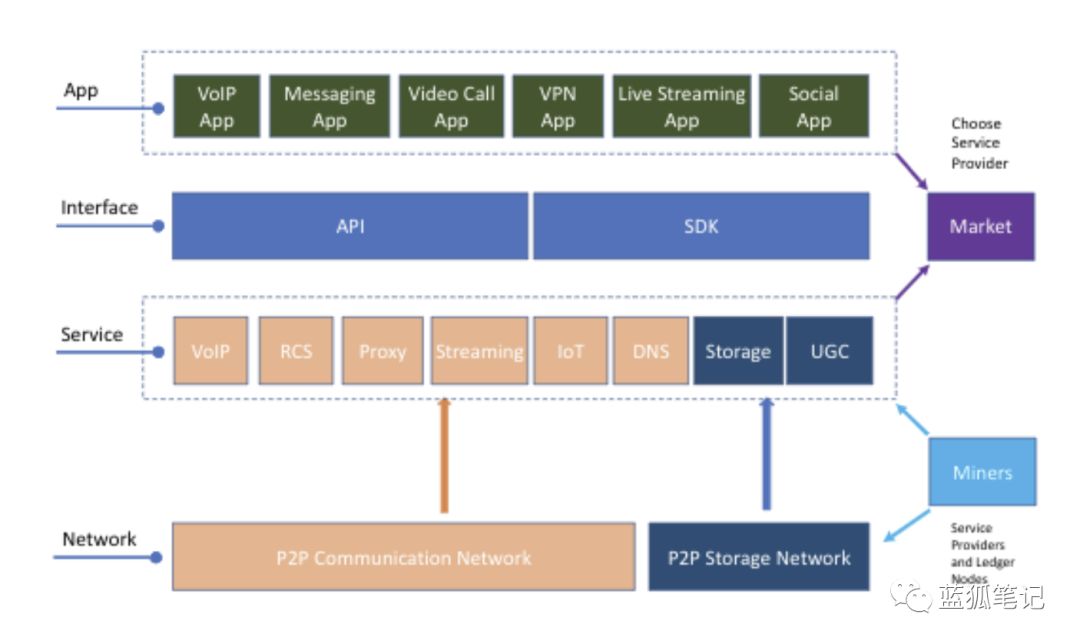 App
VoIP
App
Messaging
App
Video Call
App
VPN
App
Live Streaming
App
Social
App
Choose
Service
Provider
Interface
API
SDK
Market
Service
VoIP
RCS
Proxy
Streaming
IoT
DNS
Storage
UGC
Miners
Network
P2P Communication Network
P2P Storage Network
Service
Providers
and Ledger
Nodes
蓝狐笔记